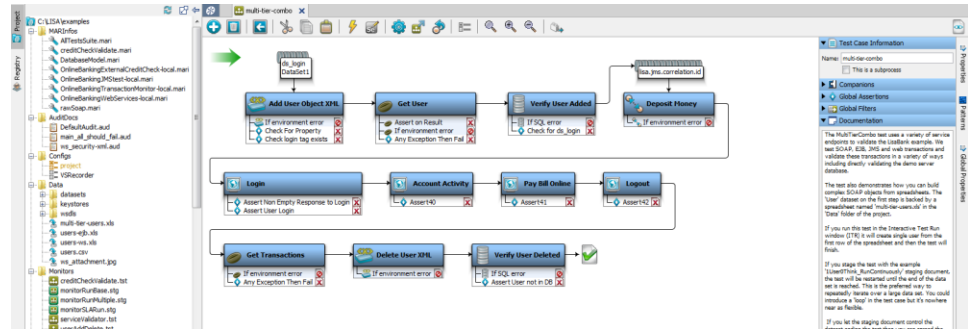 Project
Registry
C:\LISA\examples
MARInfos
AllTestsSuite.mari
creditCheckValidate.mari
DatabaseModel.mari
OnlineBankingExternalCreditCheck-local.mari
OnlineBankingJMStest-local.mari
OnlineBankingTransactionMonitor-local.mari
OnlineBankingWebServices-local.mari
rawSoap.mari
AuditDocs
DefaultAudit.aud
main_all_should_fail.aud
ws_security-xml.aud
Configs
project
VSRecorder
Data
datasets
keystores
wsdls
multi-tier-users.xls
users-ejb.xls
users-ws.xls
users.csv
ws_attachment.jpg
Monitors
creditValidate.tst
monitorRunBase.stg
monitorRunMultiple.stg
monitorSLARun.stg
serviceValidator.tst
userAddDelete.tst
multi-tier-combo
ds_login
DataSet1
lisa.jms.correlation.id
Add User Object XML
If environment error
Check For Property
Check login tag exists
Get User
Assert on Result
If environment error
Any Exception Then Fail
Verify User Added
If SQL error
Check for ds_login
Deposit Money
If environment error
Login
Assert Non Empty Response to Login
Assert User Login
Account Activity
Assert40
Pay Bill Online
Assert41
Logout
Assert42
Get Transactions
If environment error
Any Exception Then Fail
Delete User XML
If environment error
Verify User Deleted
If SQL error
Assert User not in DB
Test Case Information
Name: multi-tier-combo
This is a subprocess
Companions
Global Assertions
Global Filters
Documentation
The MultiTierCombo test uses a variety of service
endpoints to validate the LisaBank example. We
test SOAP, EJB, JMS and web transactions and
validate these transactions in a variety of ways
including directly validating the demo server
database.
The test also demonstrates how you can build
complex SOAP objects from spreadsheets. The
'User' dataset on the first step is backed by a
spreadsheet named 'multi-tier-users.xls' in the
'Data' folder of the project.
If you run this test in the Interactive Test Run
window (ITR) it will create single user from the
first row of the spreadsheet and then the test will
finish.
If you stage the test with the example
'1User0Think_RunContinuously' staging document,
the test will be restarted until the end of the data
set is reached. This is the preferred way to
repeatedly iterate over a large data set. You could
introduce a 'loop' in the test case but it's nowhere
near as flexible.
If you let the staging document control the
Properties
Patterns
Global Properties